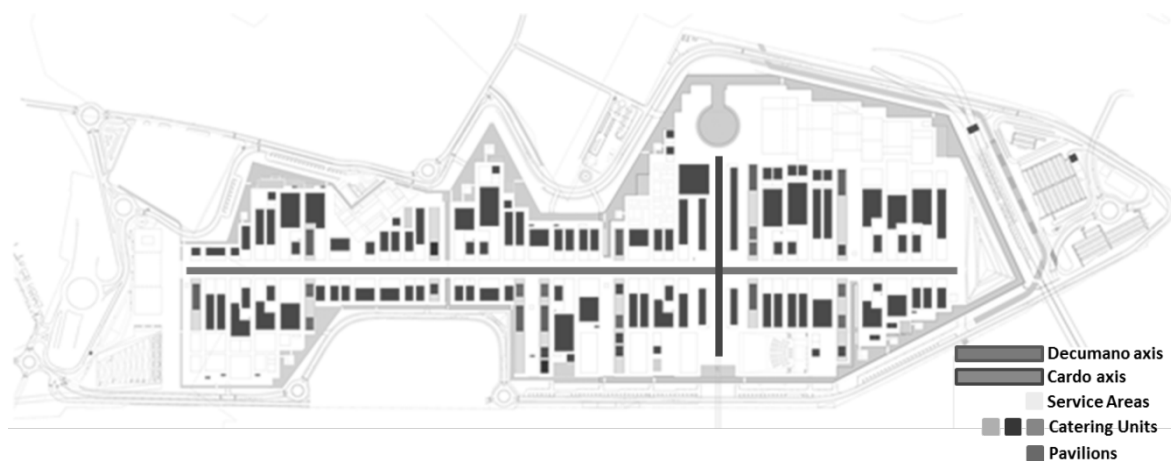 Decumano axis
Cardo axis
Service Areas
Catering Units
Pavilions